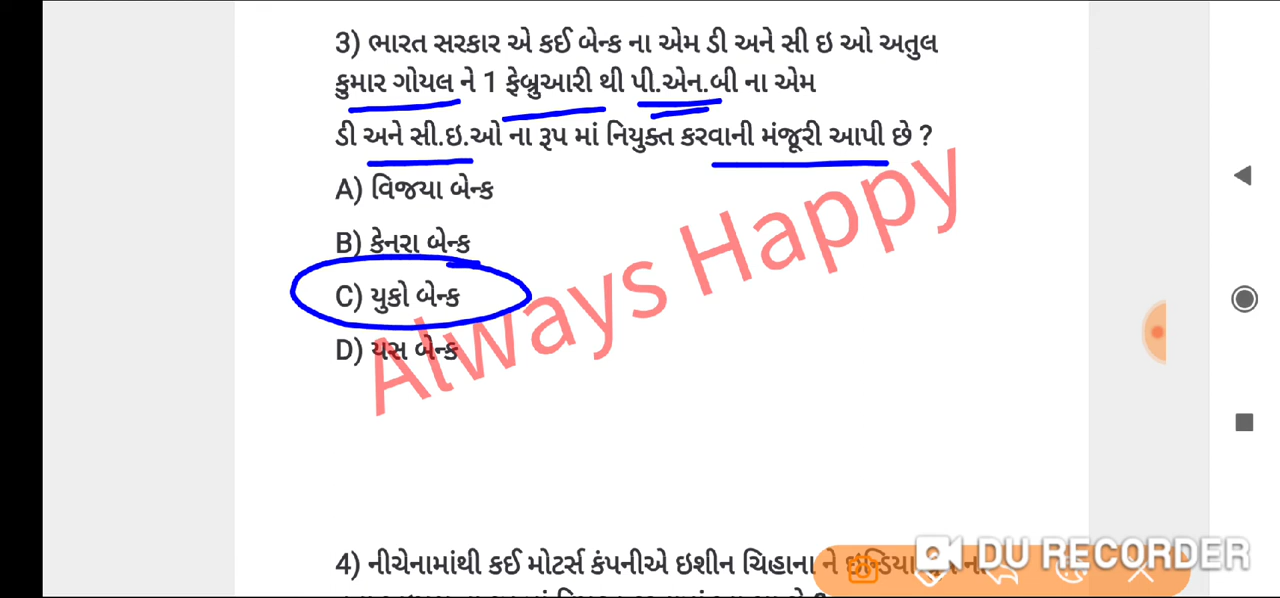 3) ભારત સરકાર એ કઈ બેન્ક ના એમ ડી અને સી ઇ ઓ અતુલ
કુમાર ગોયલ ને 1 ફેબ્રુઆરી થી પી.એન.બી ના એમ
ડી અને સી.ઇ.ઓ ના રૂપ માં નિયુક્ત કરવાની મંજૂરી આપી છે ?
A) વિજયા બેન્ક
B) કેનરા બેન્ક
C) યુકો બેન્ક
D) યસ બેન્ક
Always Happy
4) નીચેનામાંથી કઈ મોટર્સ કંપનીએ ઇશીન ચિહાના ને ઇન્ડિયા
DU RECORDER